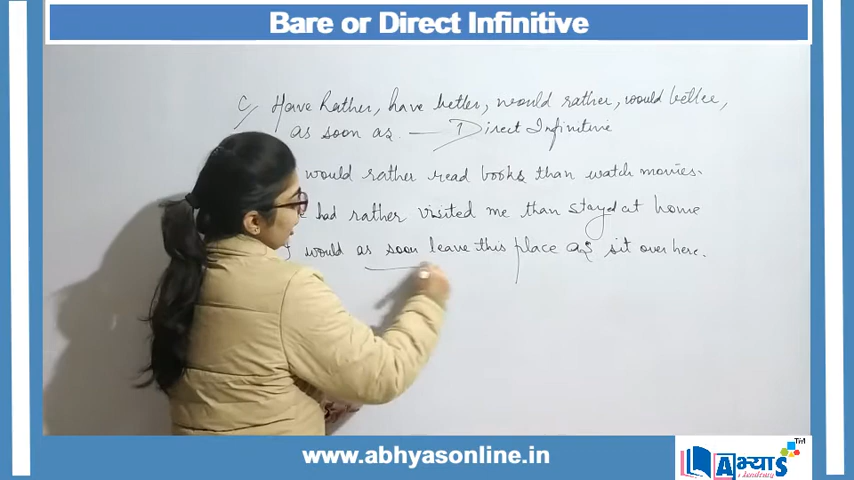 Bare or Direct Infinitive
C, Have Rather, have better, would rather, would better,
as soon as — Direct Infinitive
would rather read books than watch movies.
had rather visited me than stayed at home
I would as soon leave this place as sit over here.
www.abhyasonline.in
Aभ्याS
TM